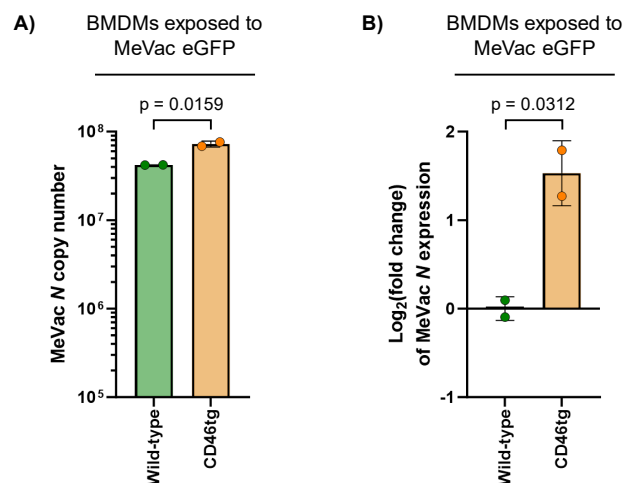 A)
BMDMs exposed to
MeVac eGFP
p = 0.0159
MeVac N copy number
10⁸
10⁷
10⁶
10⁵
Wild-type
CD46tg
B)
BMDMs exposed to
MeVac eGFP
p = 0.0312
Log₂(fold change)
of MeVac N expression
2
1
0
-1
Wild-type
CD46tg